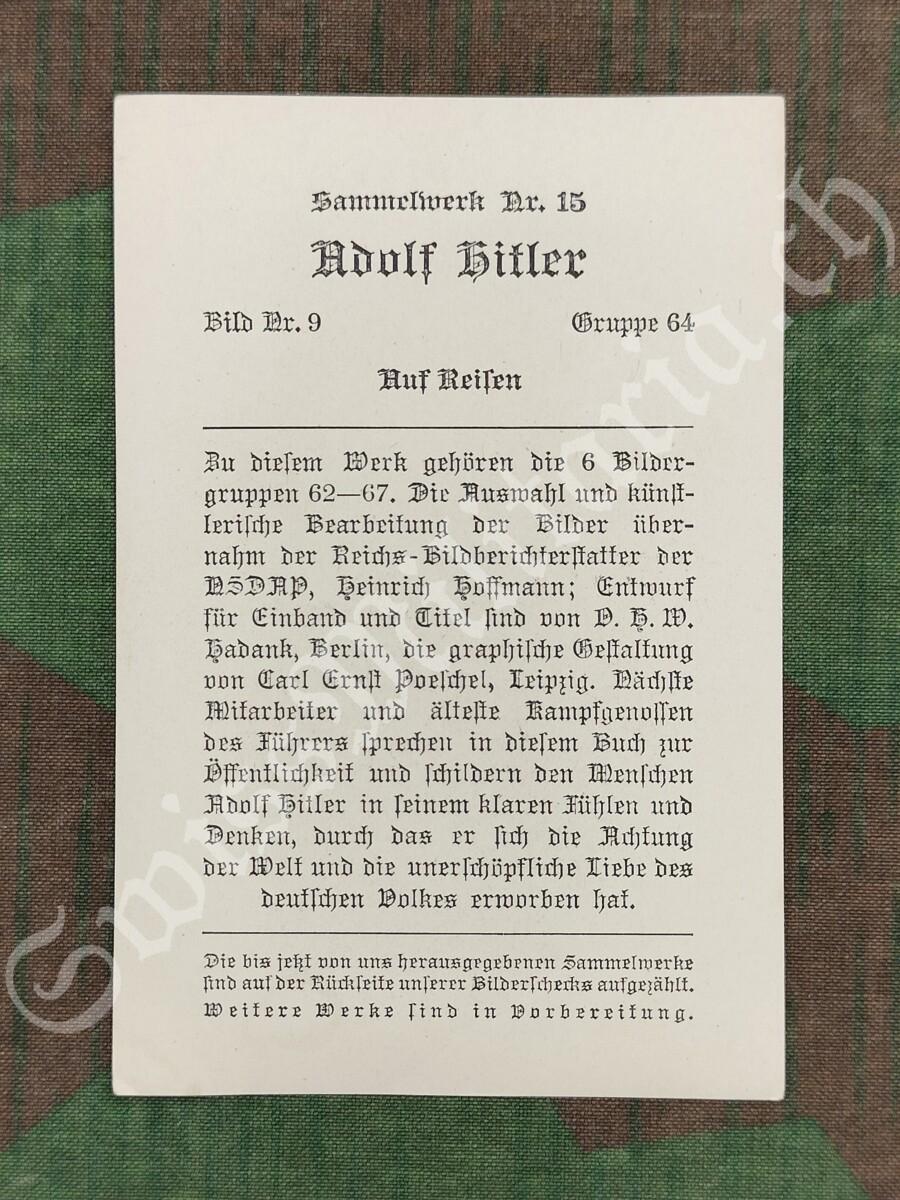 Sammelwerk Nr. 15
Adolf Hitler
Bild Nr. 9 Gruppe 64
Auf Reisen
Zu diesem Werk gehören die 6 Bilder-
gruppen 62—67. Die Auswahl und künst-
lerische Bearbeitung der Bilder über-
nahm der Reichs-Bildberichterstatter der
NSDAP, Heinrich Hoffmann; Entwurf
für Einband und Titel sind von O. H. W.
Hadank, Berlin, die graphische Gestaltung
von Carl Ernst Poeschel, Leipzig. Nächste
Mitarbeiter und älteste Kampfgenossen
des Führers sprechen in diesem Buch zur
Öffentlichkeit und schildern den Menschen
Adolf Hitler in seinem klaren Fühlen und
Denken, durch das er sich die Achtung
der Welt und die unerschöpfliche Liebe des
deutschen Volkes erworben hat.
Die bis jetzt von uns herausgegebenen Sammelwerke
sind auf der Rückseite unserer Bilderschecks aufgezählt.
Weitere Werke sind in Vorbereitung.
SwissMilitaria.ch